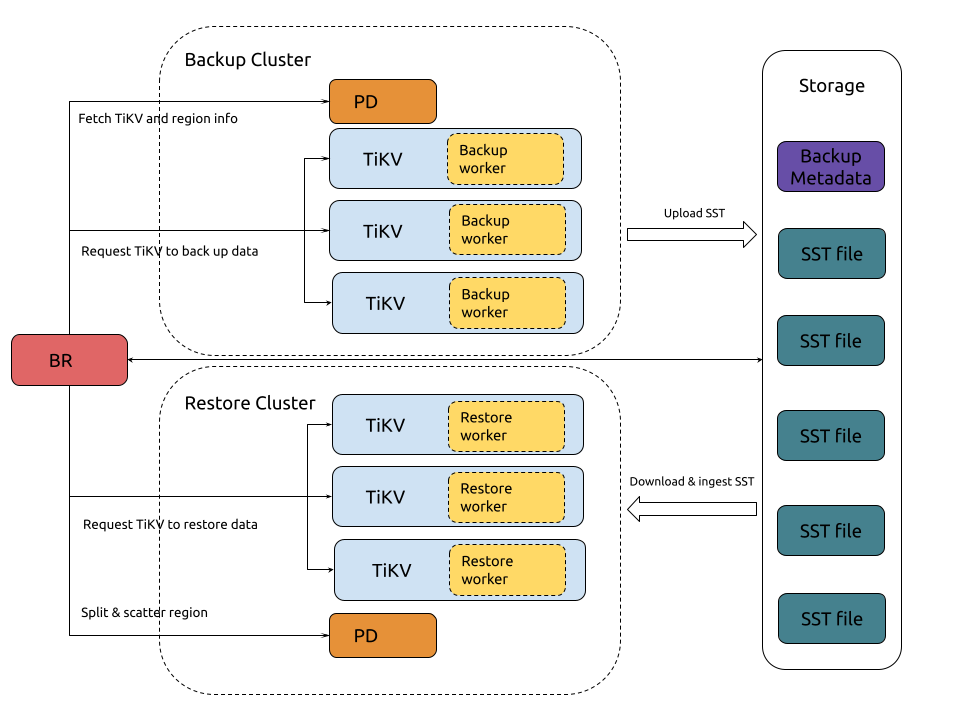 Backup Cluster
PD
Fetch TiKV and region info
TiKV
Backup
worker
TiKV
Backup
worker
Request TiKV to back up data
TiKV
Backup
worker
Upload SST
BR
Restore Cluster
TiKV
Restore
worker
TiKV
Restore
worker
Request TiKV to restore data
TiKV
Restore
worker
Split & scatter region
PD
Download & ingest SST
Storage
Backup
Metadata
SST file
SST file
SST file
SST file
SST file